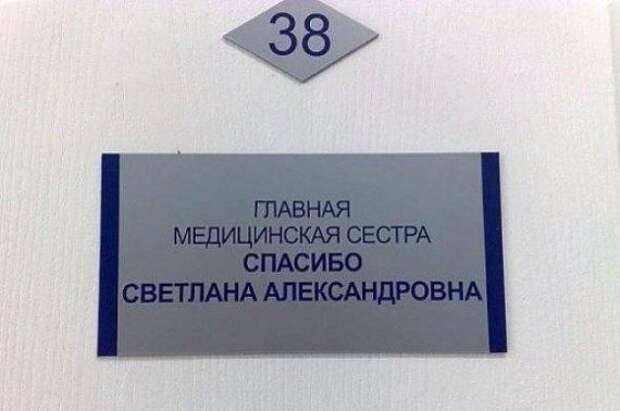 38
ГЛАВНАЯ
МЕДИЦИНСКАЯ СЕСТРА
СПАСИБО
СВЕТЛАНА АЛЕКСАНДРОВНА